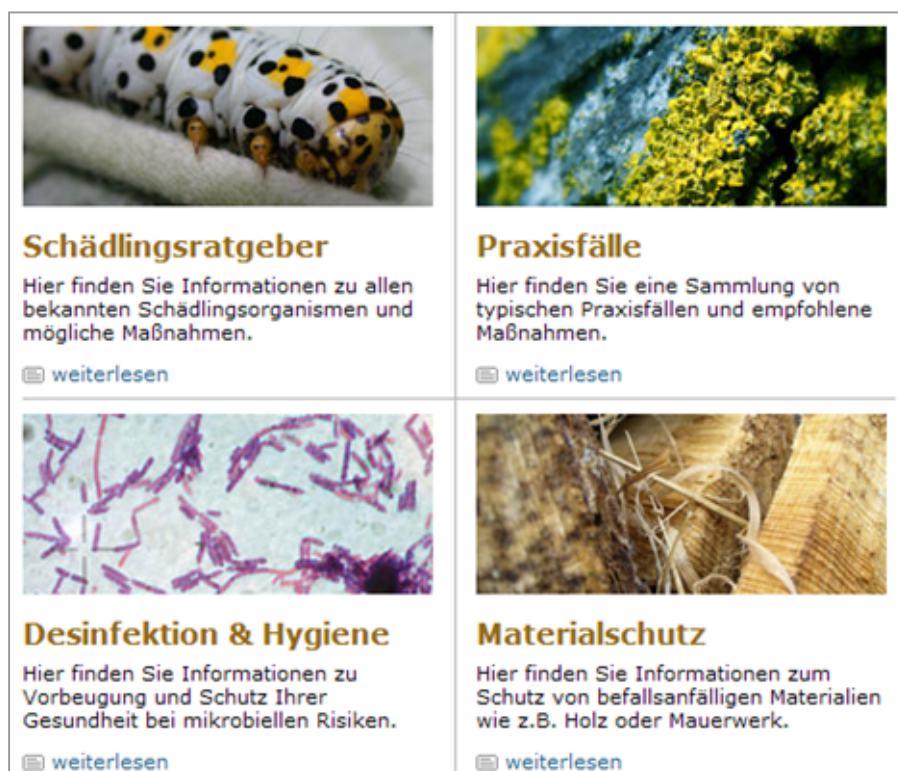 Schädlingsratgeber
Hier finden Sie Informationen zu allen
bekannten Schädlingsorganismen und
mögliche Maßnahmen.
weiterlesen
Praxisfälle
Hier finden Sie eine Sammlung von
typischen Praxisfällen und empfohlene
Maßnahmen.
weiterlesen
Desinfektion & Hygiene
Hier finden Sie Informationen zu
Vorbeugung und Schutz Ihrer
Gesundheit bei mikrobiellen Risiken.
weiterlesen
Materialschutz
Hier finden Sie Informationen zum
Schutz von befallsanfälligen Materialien
wie z.B. Holz oder Mauerwerk.
weiterlesen